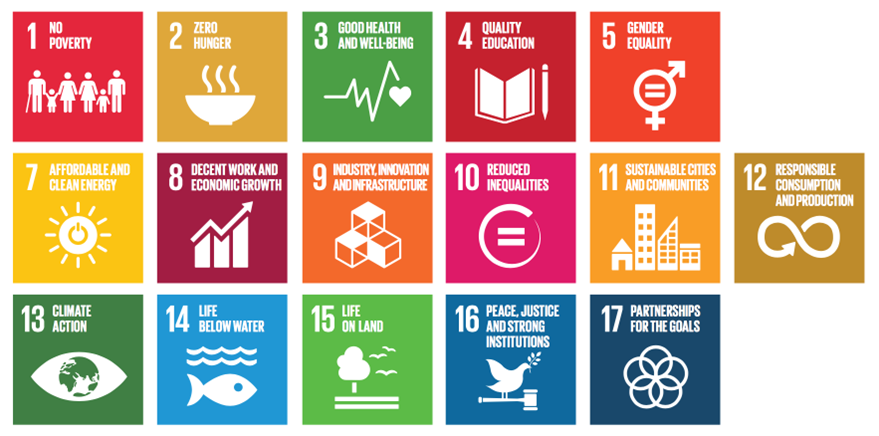 1 NO
POVERTY
2 ZERO
HUNGER
3 GOOD HEALTH
AND WELL-BEING
4 QUALITY
EDUCATION
5 GENDER
EQUALITY
7 AFFORDABLE AND
CLEAN ENERGY
8 DECENT WORK AND
ECONOMIC GROWTH
9 INDUSTRY, INNOVATION
AND INFRASTRUCTURE
10 REDUCED
INEQUALITIES
11 SUSTAINABLE CITIES
AND COMMUNITIES
12 RESPONSIBLE
CONSUMPTION
AND PRODUCTION
13 CLIMATE
ACTION
14 LIFE
BELOW WATER
15 LIFE
ON LAND
16 PEACE, JUSTICE
AND STRONG
INSTITUTIONS
17 PARTNERSHIPS
FOR THE GOALS